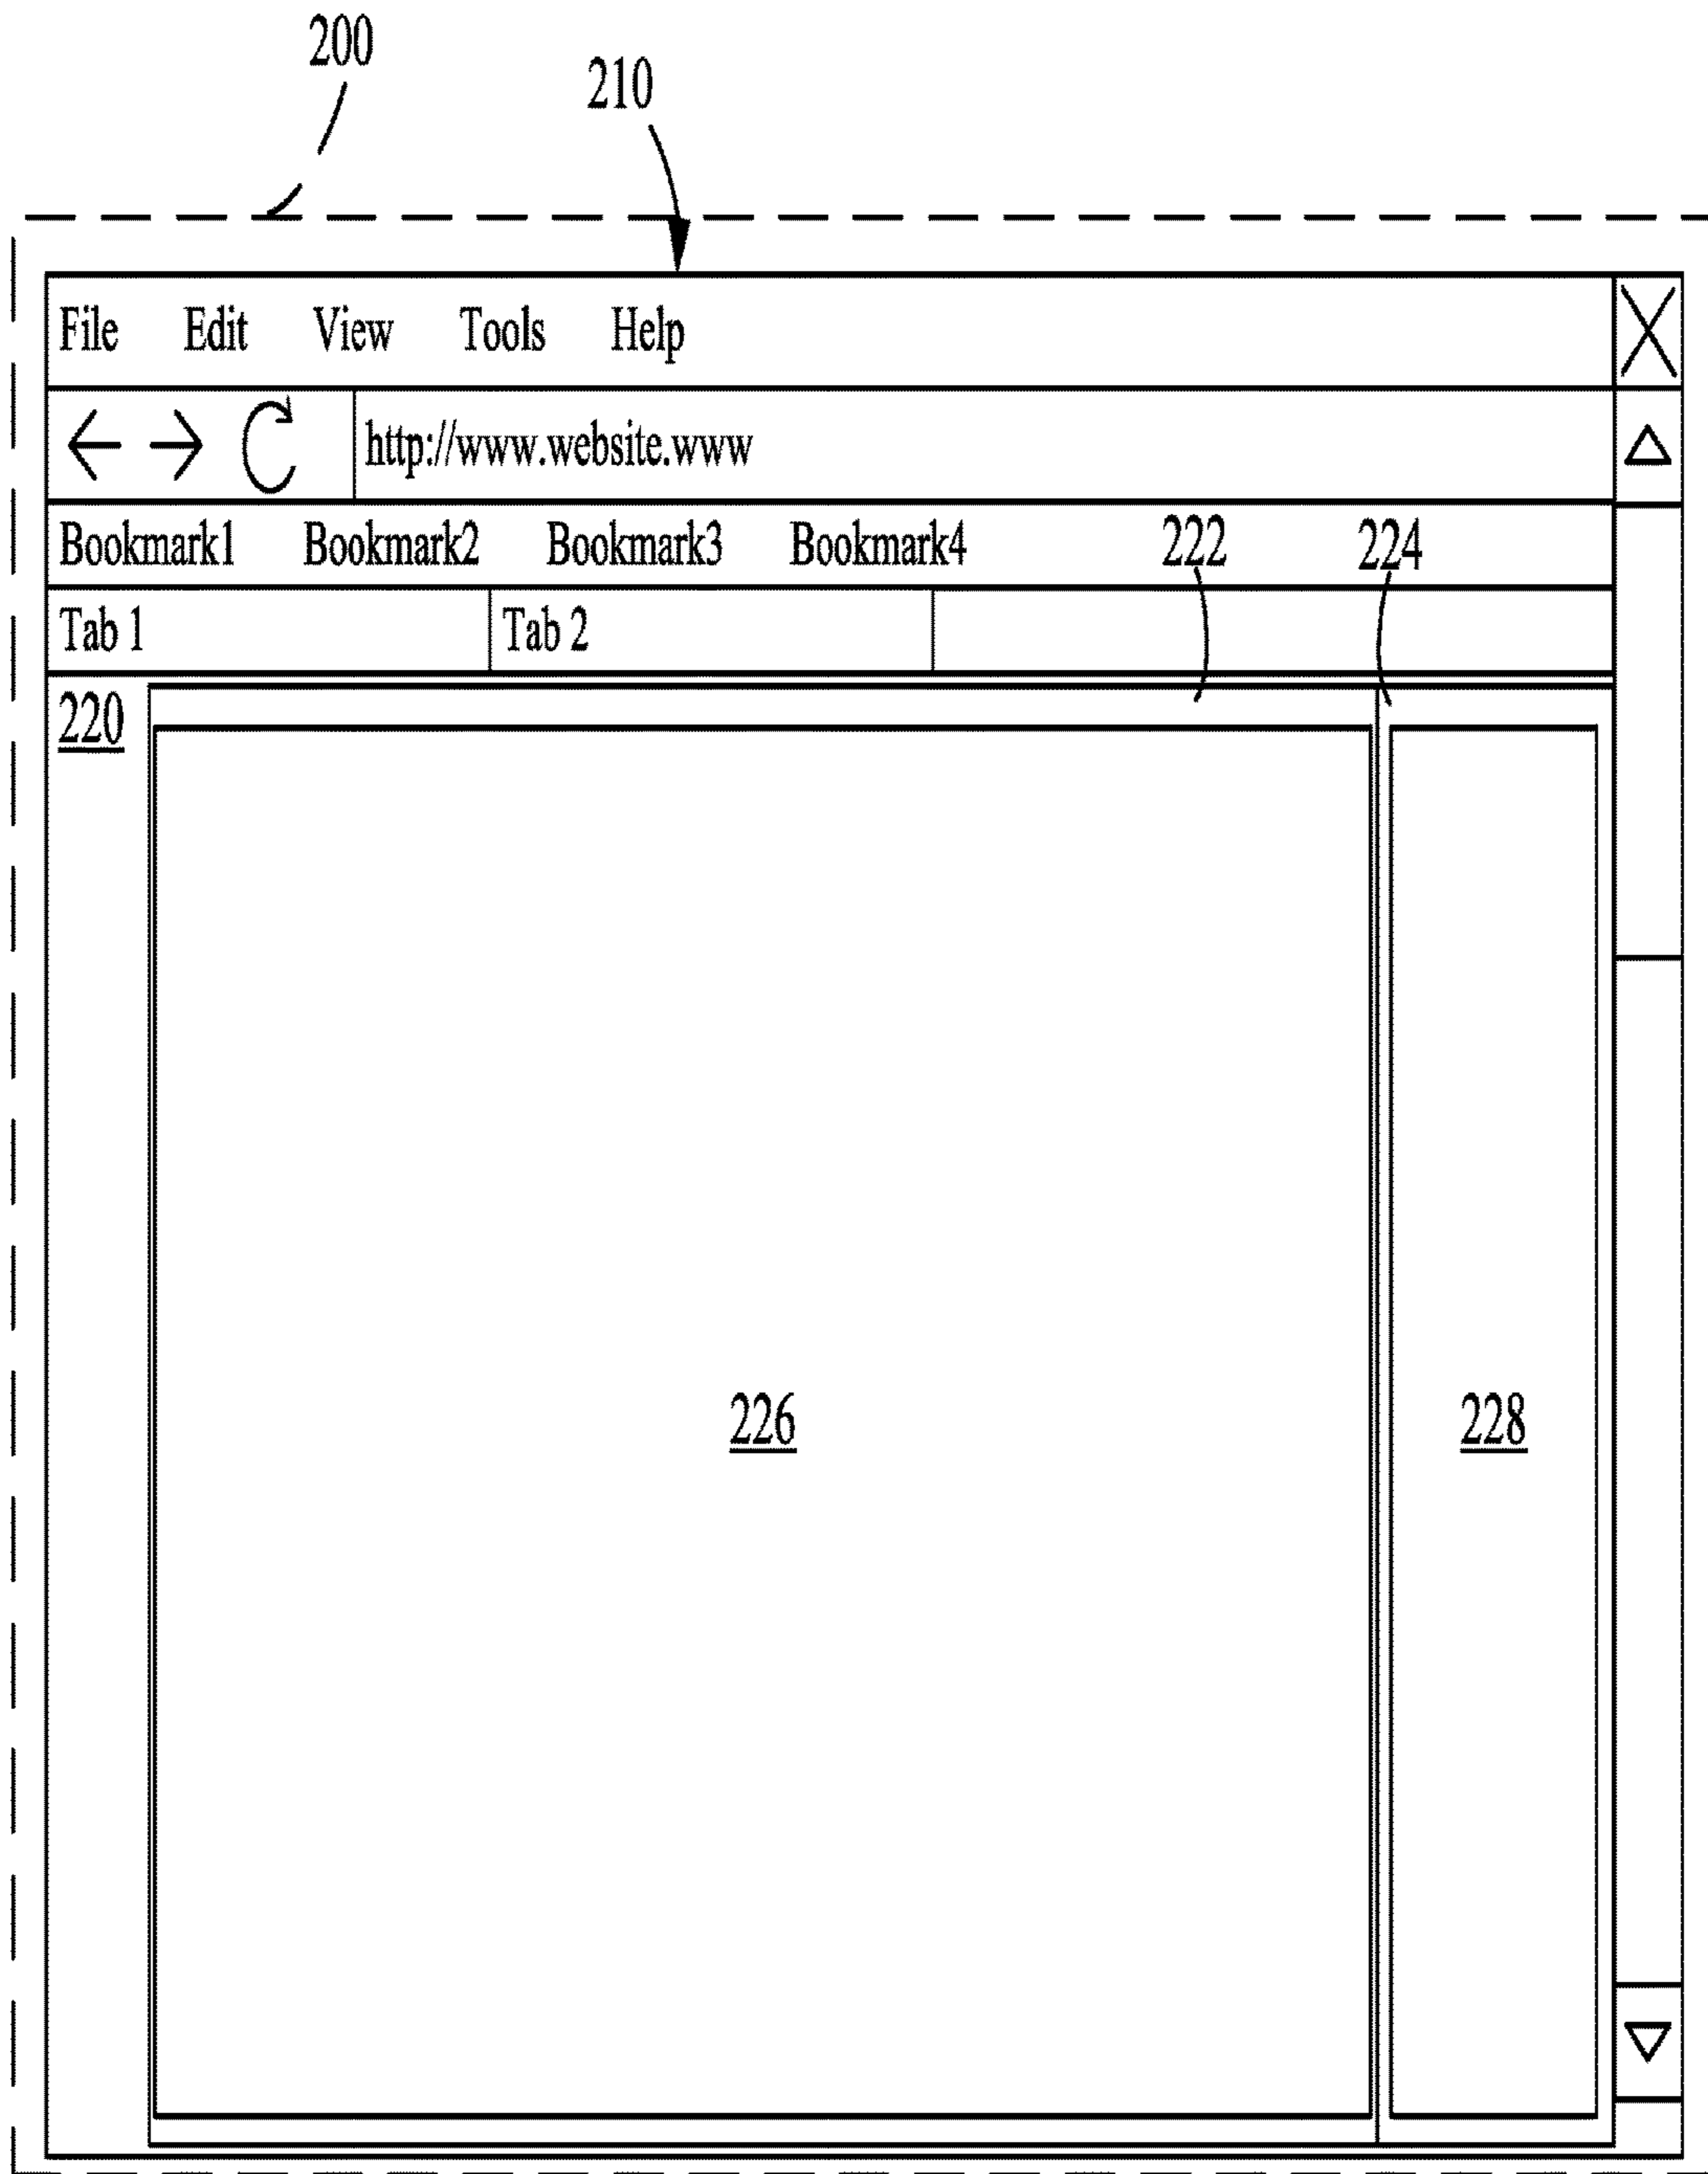 200
210
File Edit View Tools Help
http://www.website.www
Bookmark1 Bookmark2 Bookmark3 Bookmark4 222 224
Tab 1 Tab 2
220
226 228